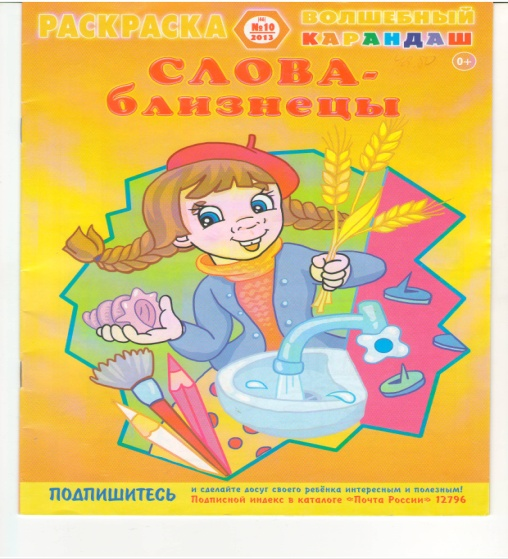 РАСКРАСКА
№10
2013
ВОЛШЕБНЫЙ
КАРАНДАШ
0+
СЛОВА-
близнецы
ПОДПИШИТЕСЬ
и сделайте досуг своего ребёнка интересным и полезным!
Подписной индекс в каталоге «Почта России» 12796